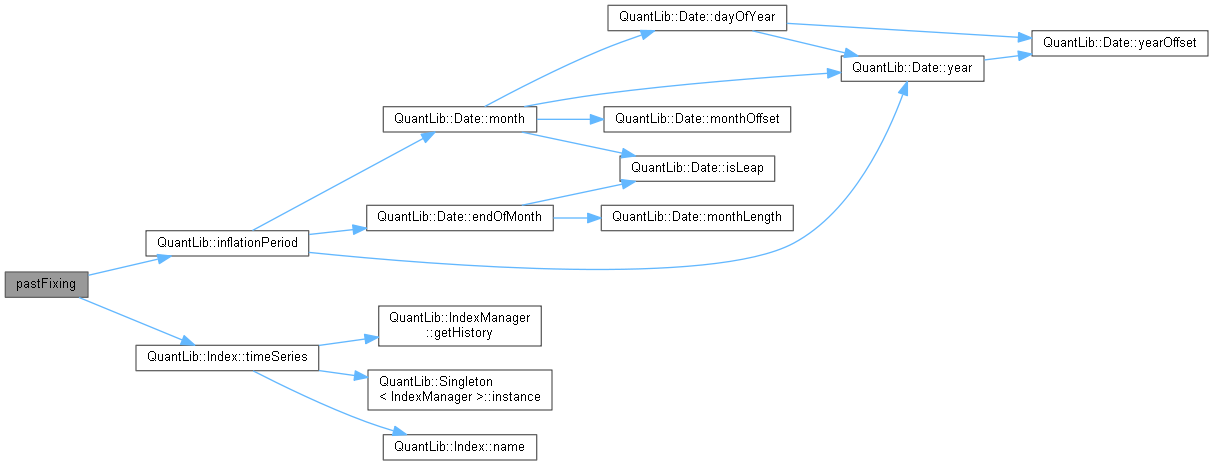 QuantLib::Date::dayOfYear
QuantLib::Date::yearOffset
QuantLib::Date::year
QuantLib::Date::month
QuantLib::Date::monthOffset
QuantLib::Date::isLeap
QuantLib::Date::endOfMonth
QuantLib::Date::monthLength
QuantLib::inflationPeriod
pastFixing
QuantLib::IndexManager
::getHistory
QuantLib::Index::timeSeries
QuantLib::Singleton
< IndexManager >::instance
QuantLib::Index::name